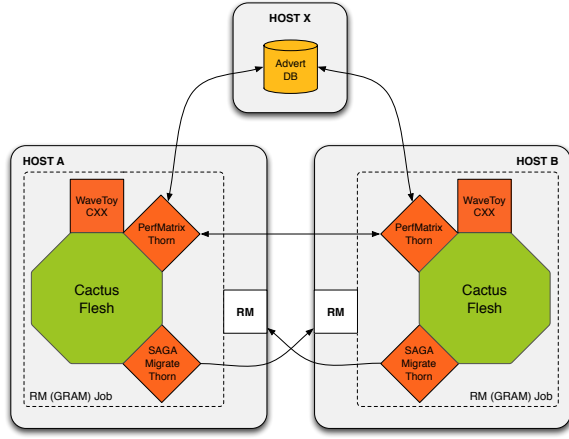 HOST X
Advert
DB
HOST A
WaveToy
CXX
PerfMatrix
Thorn
Cactus
Flesh
RM
SAGA
Migrate
Thorn
RM (GRAM) Job
HOST B
WaveToy
CXX
PerfMatrix
Thorn
Cactus
Flesh
RM
SAGA
Migrate
Thorn
RM (GRAM) Job